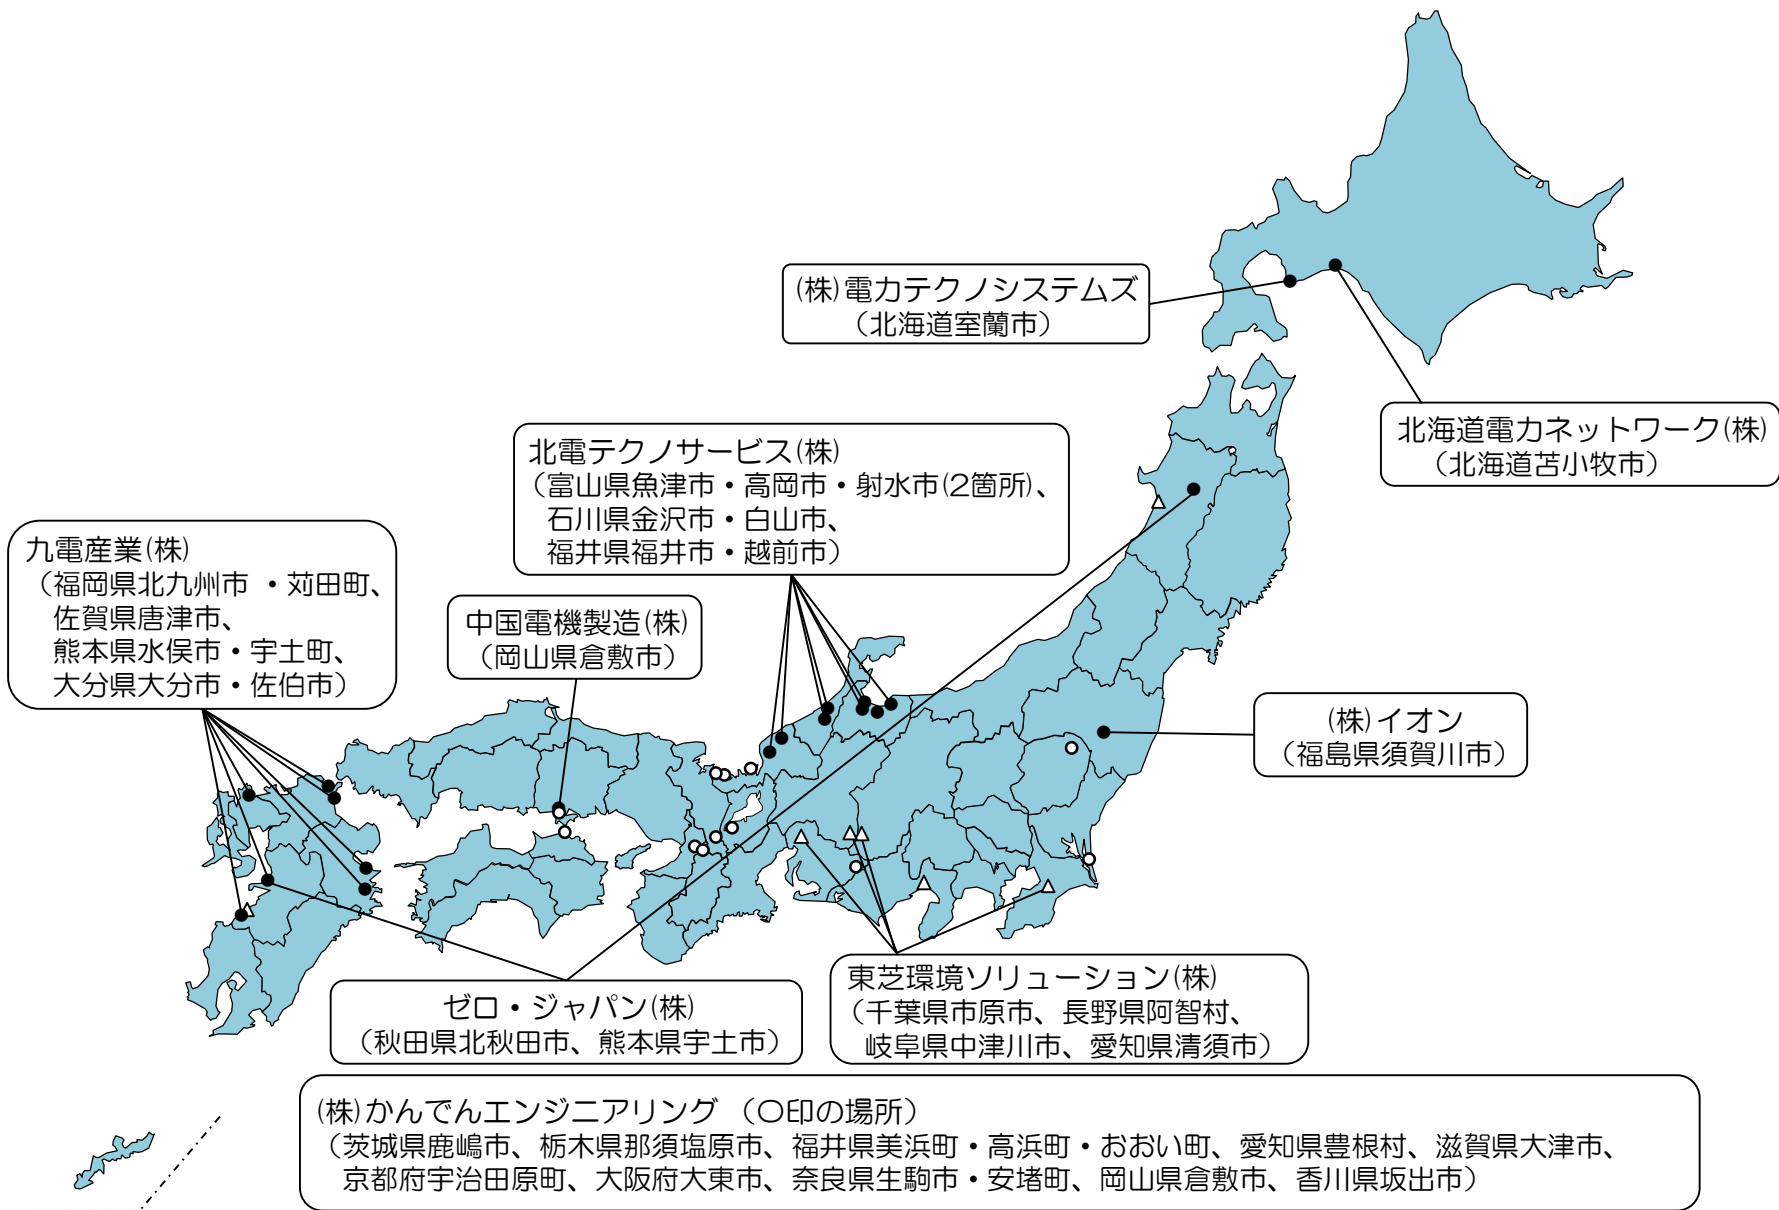 (株)電力テクノシステムズ
（北海道室蘭市）
北海道電力ネットワーク(株)
（北海道苫小牧市）
北電テクノサービス(株)
（富山県魚津市・高岡市・射水市(2箇所)、
石川県金沢市・白山市、
福井県福井市・越前市）
九電産業(株)
（福岡県北九州市 ・苅田町、
佐賀県唐津市、
熊本県水俣市・宇土町、
大分県大分市・佐伯市）
中国電機製造(株)
（岡山県倉敷市）
(株)イオン
（福島県須賀川市）
東芝環境ソリューション(株)
（千葉県市原市、長野県阿智村、
岐阜県中津川市、愛知県清須市）
ゼロ・ジャパン(株)
（秋田県北秋田市、熊本県宇土市）
(株)かんでんエンジニアリング （〇印の場所）
（茨城県鹿嶋市、栃木県那須塩原市、福井県美浜町・高浜町・おおい町、愛知県豊根村、滋賀県大津市、
京都府宇治田原町、大阪府大東市、奈良県生駒市・安堵町、岡山県倉敷市、香川県坂出市）